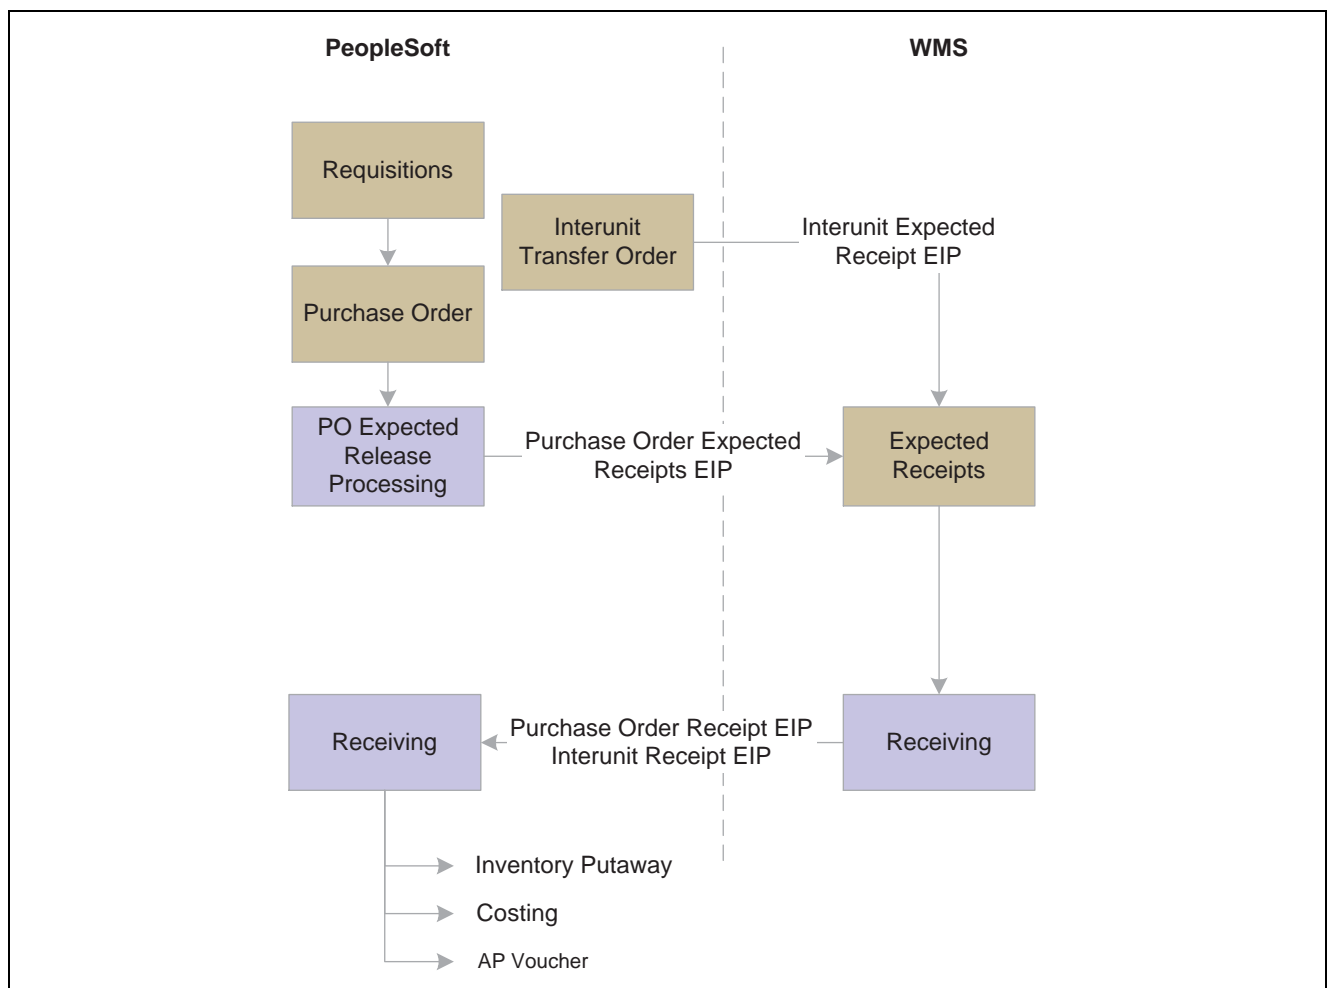 PeopleSoft
WMS
Requisitions
Interunit
Transfer Order
Interunit Expected
Receipt EIP
Purchase Order
PO Expected
Release
Processing
Purchase Order Expected
Receipts EIP
Expected
Receipts
Receiving
Purchase Order Receipt EIP
Interunit Receipt EIP
Receiving
Inventory Putaway
Costing
AP Voucher